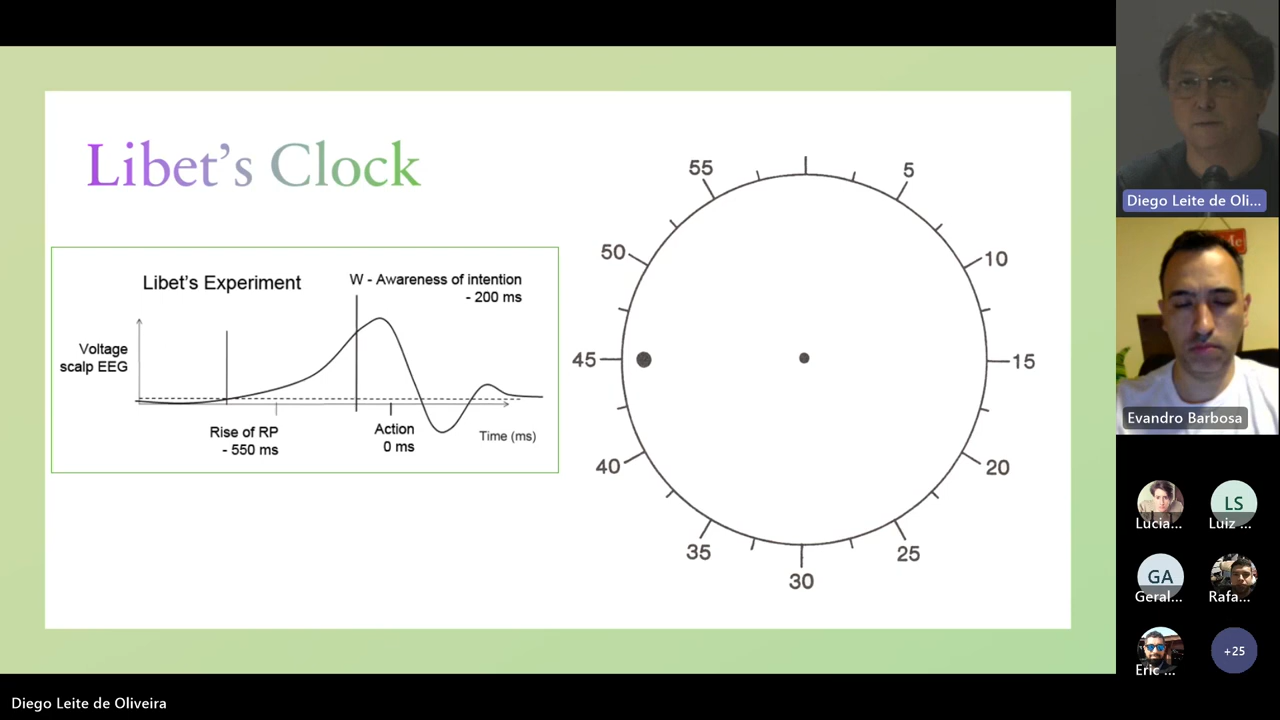 Libet's Clock
Libet's Experiment
W - Awareness of intention
- 200 ms
Voltage
scalp EEG
Rise of RP
- 550 ms
Action
0 ms
Time (ms)
5
10
15
20
25
30
35
40
45
50
55
Diego Leite de Oli...
Evandro Barbosa
Lucia...
LS
Luiz ...
GA
Geral...
Rafa...
Eric ...
+25
Diego Leite de Oliveira